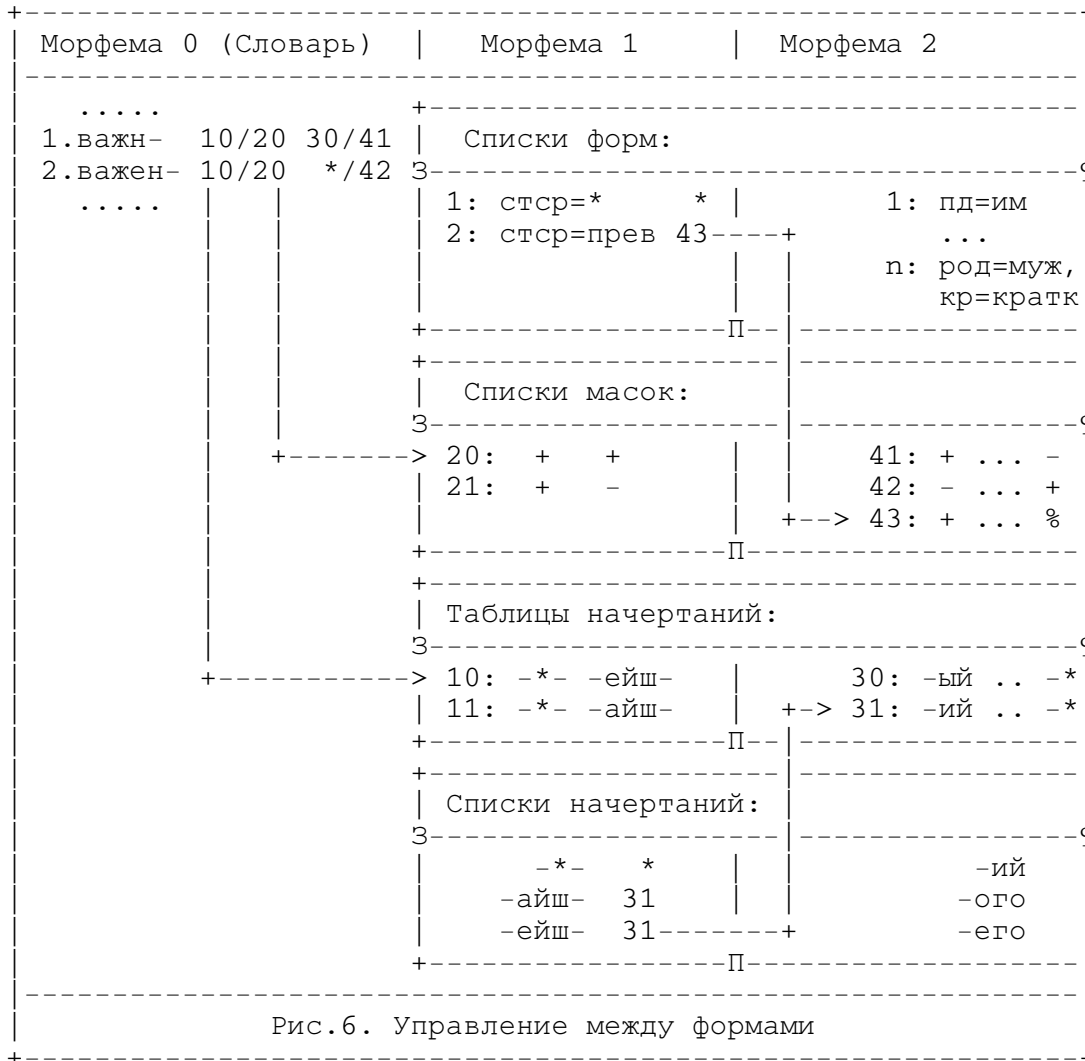 Морфема 0 (Словарь) | Морфема 1 | Морфема 2
.....
1.важн- 10/20 30/41 | Списки форм:
2.важен- 10/20 */42 З
..... 1: стср=* * | 1: пд=им
2: стср=прев 43----+ ...
n: род=муж,
кр=кратк
П
Списки масок:
З
+-------> 20: + + | 41: + ... -
21: + - | 42: - ... +
+--> 43: + ... %
П
Таблицы начертаний:
З
+-----------> 10: -*- -ейш- | 30: -ый .. -*
11: -*- -айш- | +-> 31: -ий .. -*
П
Списки начертаний:
З
-*- * | -ий
-айш- 31 | -ого
-ейш- 31-------+ -его
П
Рис.6. Управление между формами